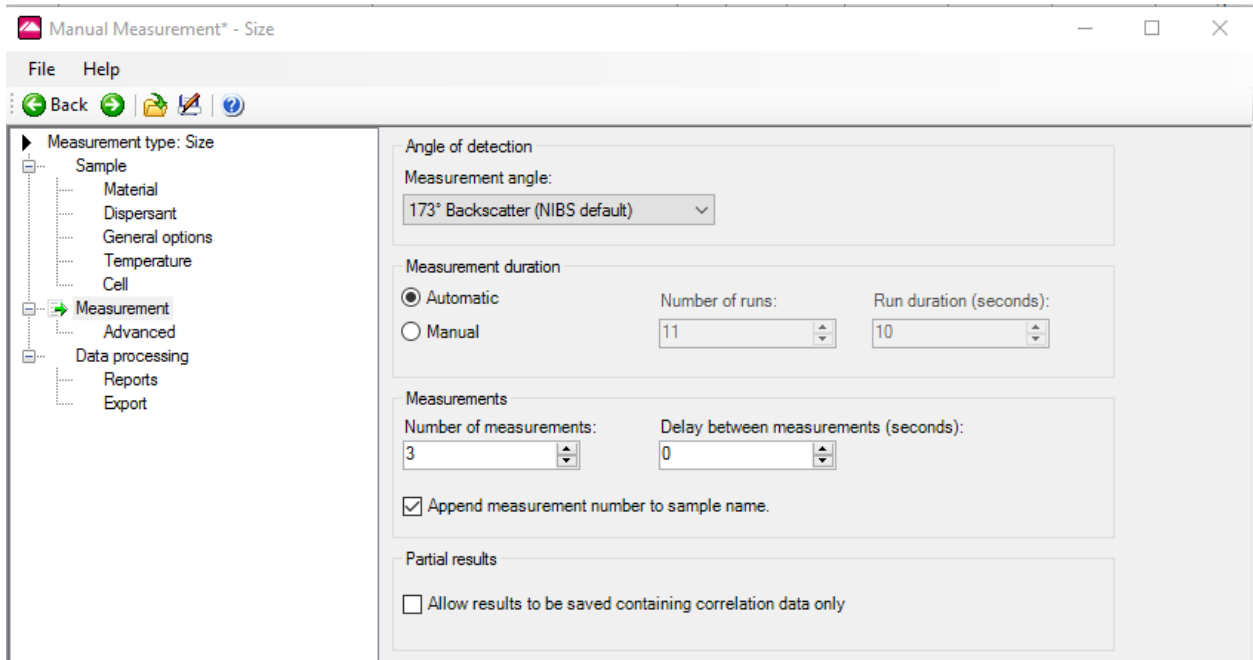 Manual Measurement* - Size
File Help
Back
Measurement type: Size
Sample
Material
Dispersant
General options
Temperature
Cell
Measurement
Advanced
Data processing
Reports
Export
Angle of detection
Measurement angle:
173° Backscatter (NIBS default)
Measurement duration
Automatic
Manual
Number of runs:
11
Run duration (seconds):
10
Measurements
Number of measurements:
3
Delay between measurements (seconds):
0
Append measurement number to sample name.
Partial results
Allow results to be saved containing correlation data only